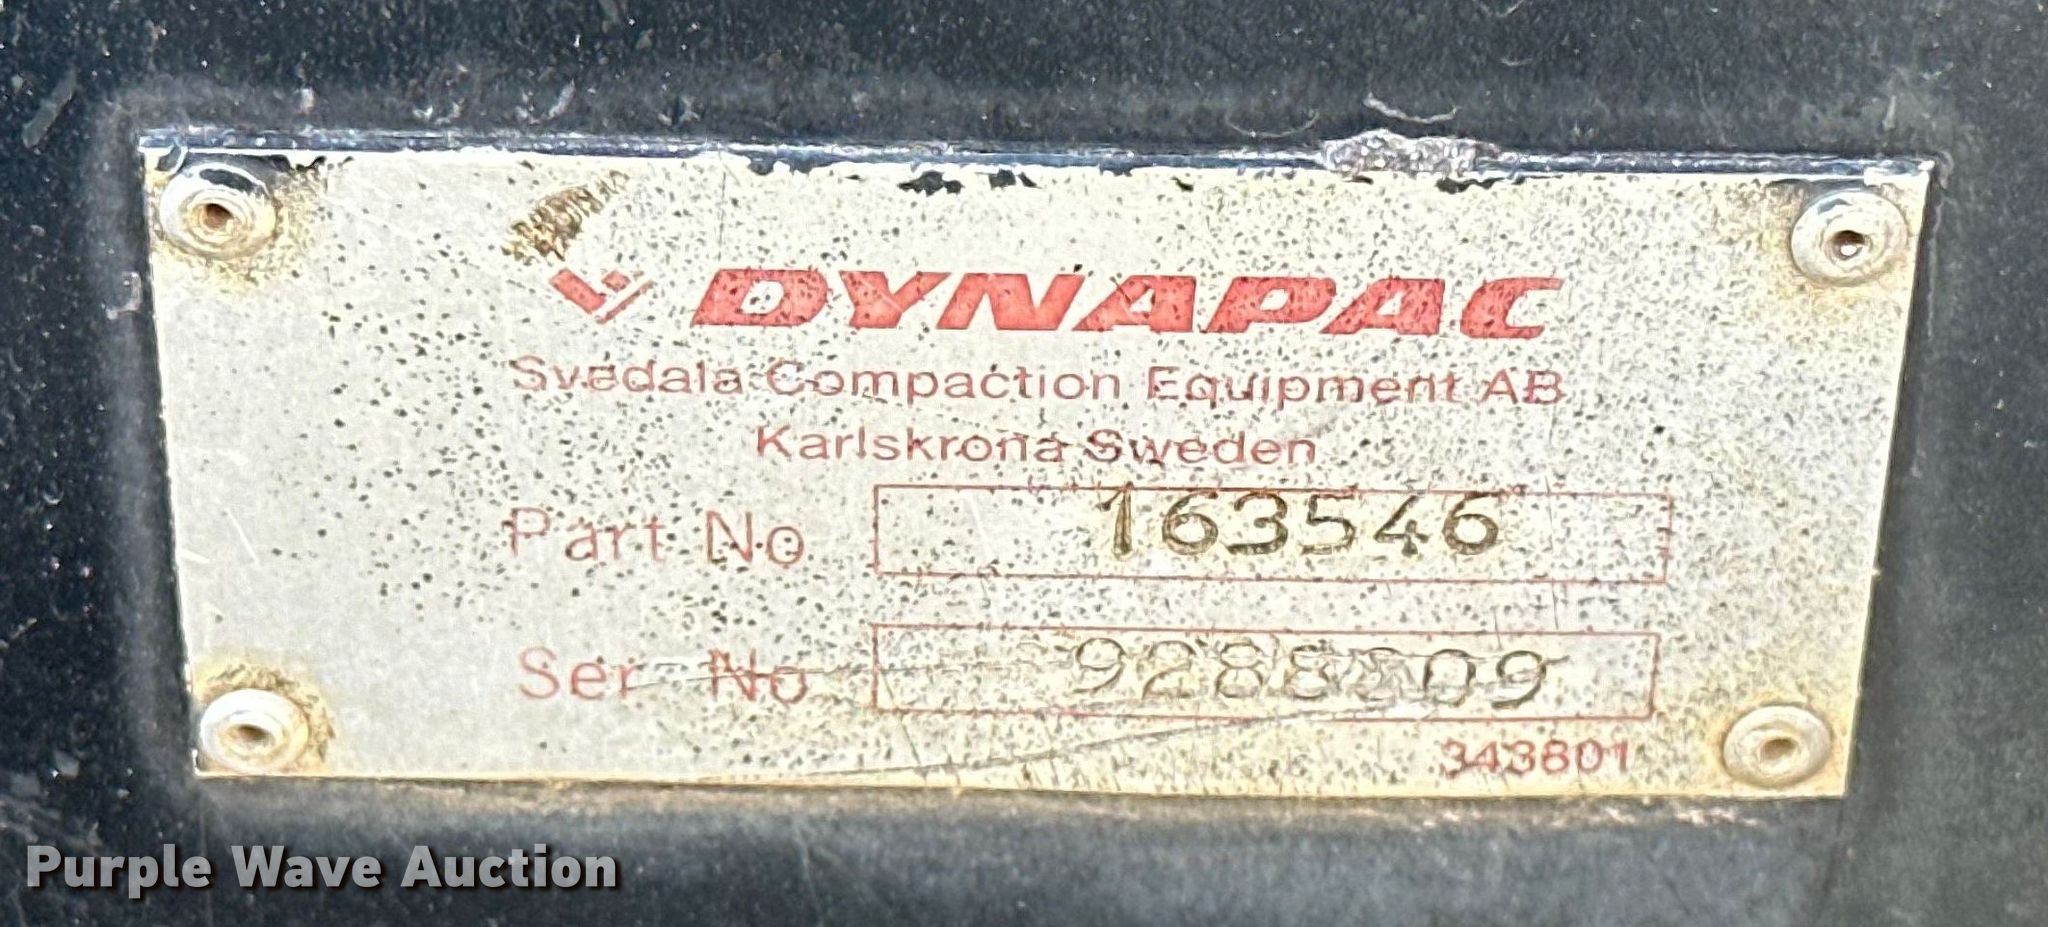 DYNAPAC
Svedala Compaction Equipment AB
Karlskrona Sweden
Part No 163546
Ser No
343801
Purple Wave Auction